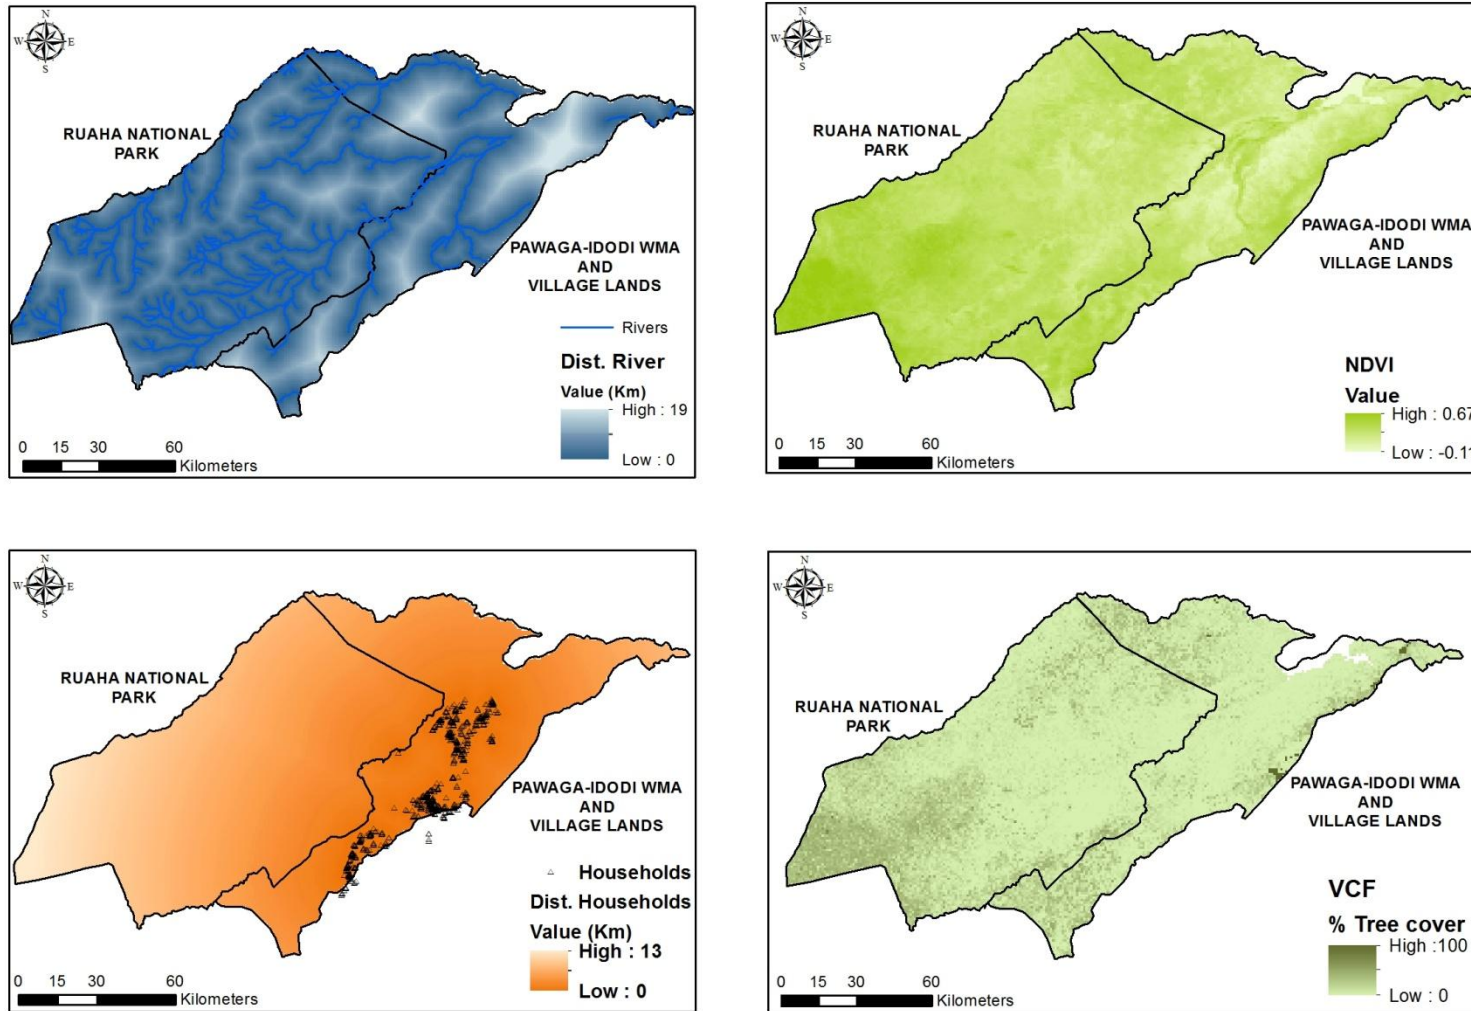 N
W E
S
RUAHA NATIONAL
PARK
PAWAGA-IDODI WMA
AND
VILLAGE LANDS
Rivers
Dist. River
Value (Km)
High : 19
Low : 0
0 15 30 60
Kilometers
N
W E
S
RUAHA NATIONAL
PARK
PAWAGA-IDODI WMA
AND
VILLAGE LANDS
NDVI
Value
High : 0.67
Low : -0.11
0 15 30 60
Kilometers
N
W E
S
RUAHA NATIONAL
PARK
PAWAGA-IDODI WMA
AND
VILLAGE LANDS
Households
Dist. Households
Value (Km)
High : 13
Low : 0
0 15 30 60
Kilometers
N
W E
S
RUAHA NATIONAL
PARK
PAWAGA-IDODI WMA
AND
VILLAGE LANDS
VCF
% Tree cover
High :100
Low : 0
0 15 30 60
Kilometers